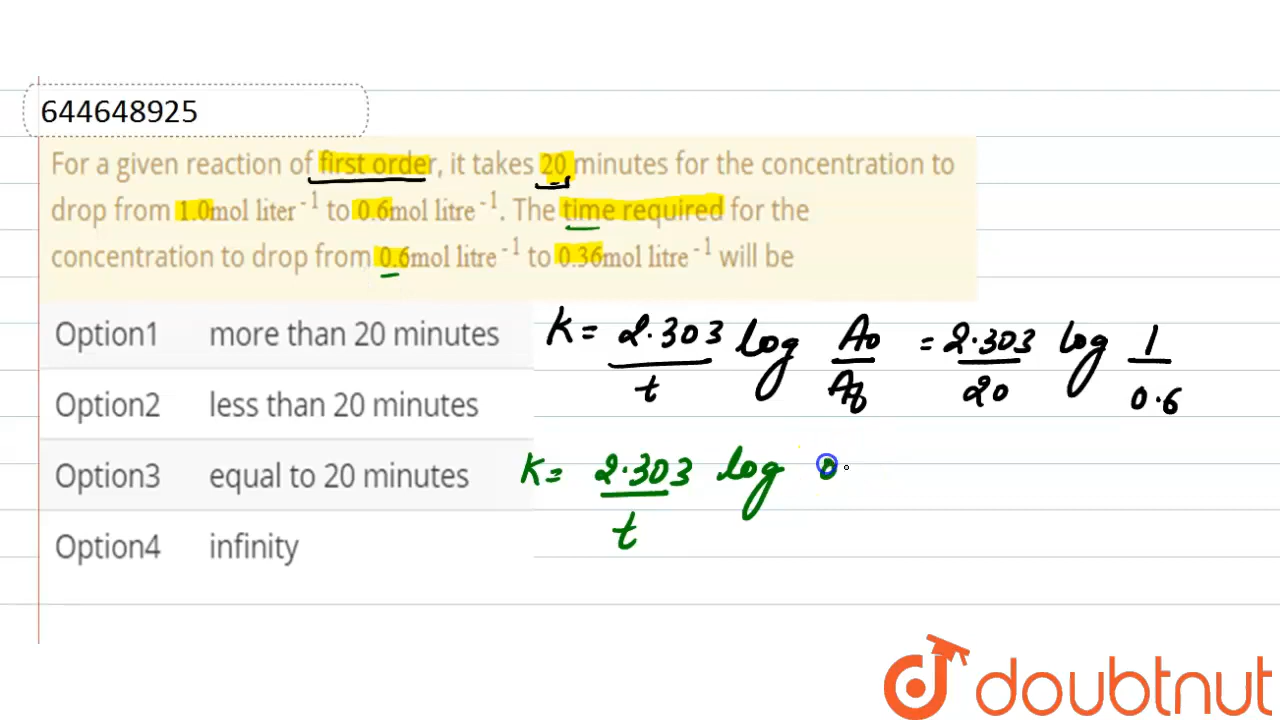 644648925
For a given reaction of first order, it takes 20 minutes for the concentration to
drop from 1.0mol liter⁻¹ to 0.6mol litre⁻¹. The time required for the
concentration to drop from 0.6mol litre⁻¹ to 0.36mol litre⁻¹ will be
Option1 more than 20 minutes
Option2 less than 20 minutes
Option3 equal to 20 minutes
Option4 infinity
K = 2.303/t log A₀/ = 2.303/20 log 1/0.6
K = 2.303/t log 0.
doubtnut